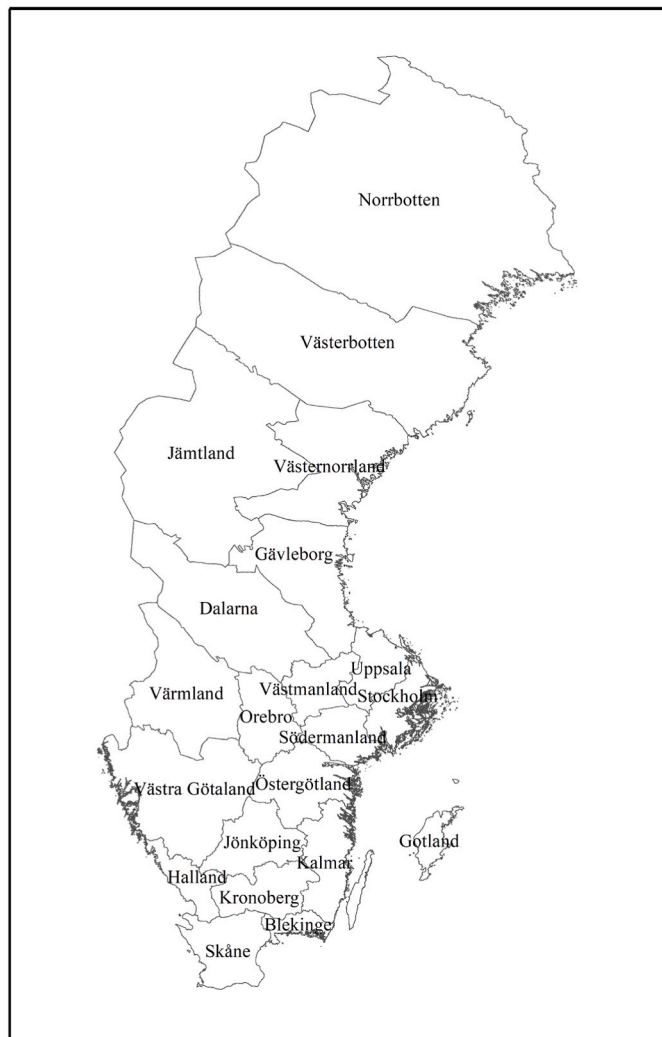 Norrbotten
Västerbotten
Jämtland
Västernorrland
Gävleborg
Dalarna
Uppsala
Värmland
Västmanland
Stockholm
Orebro
Södermanland
Västra Götaland
Östergötland
Jönköping
Gotland
Kalmar
Halland
Kronoberg
Blekinge
Skåne